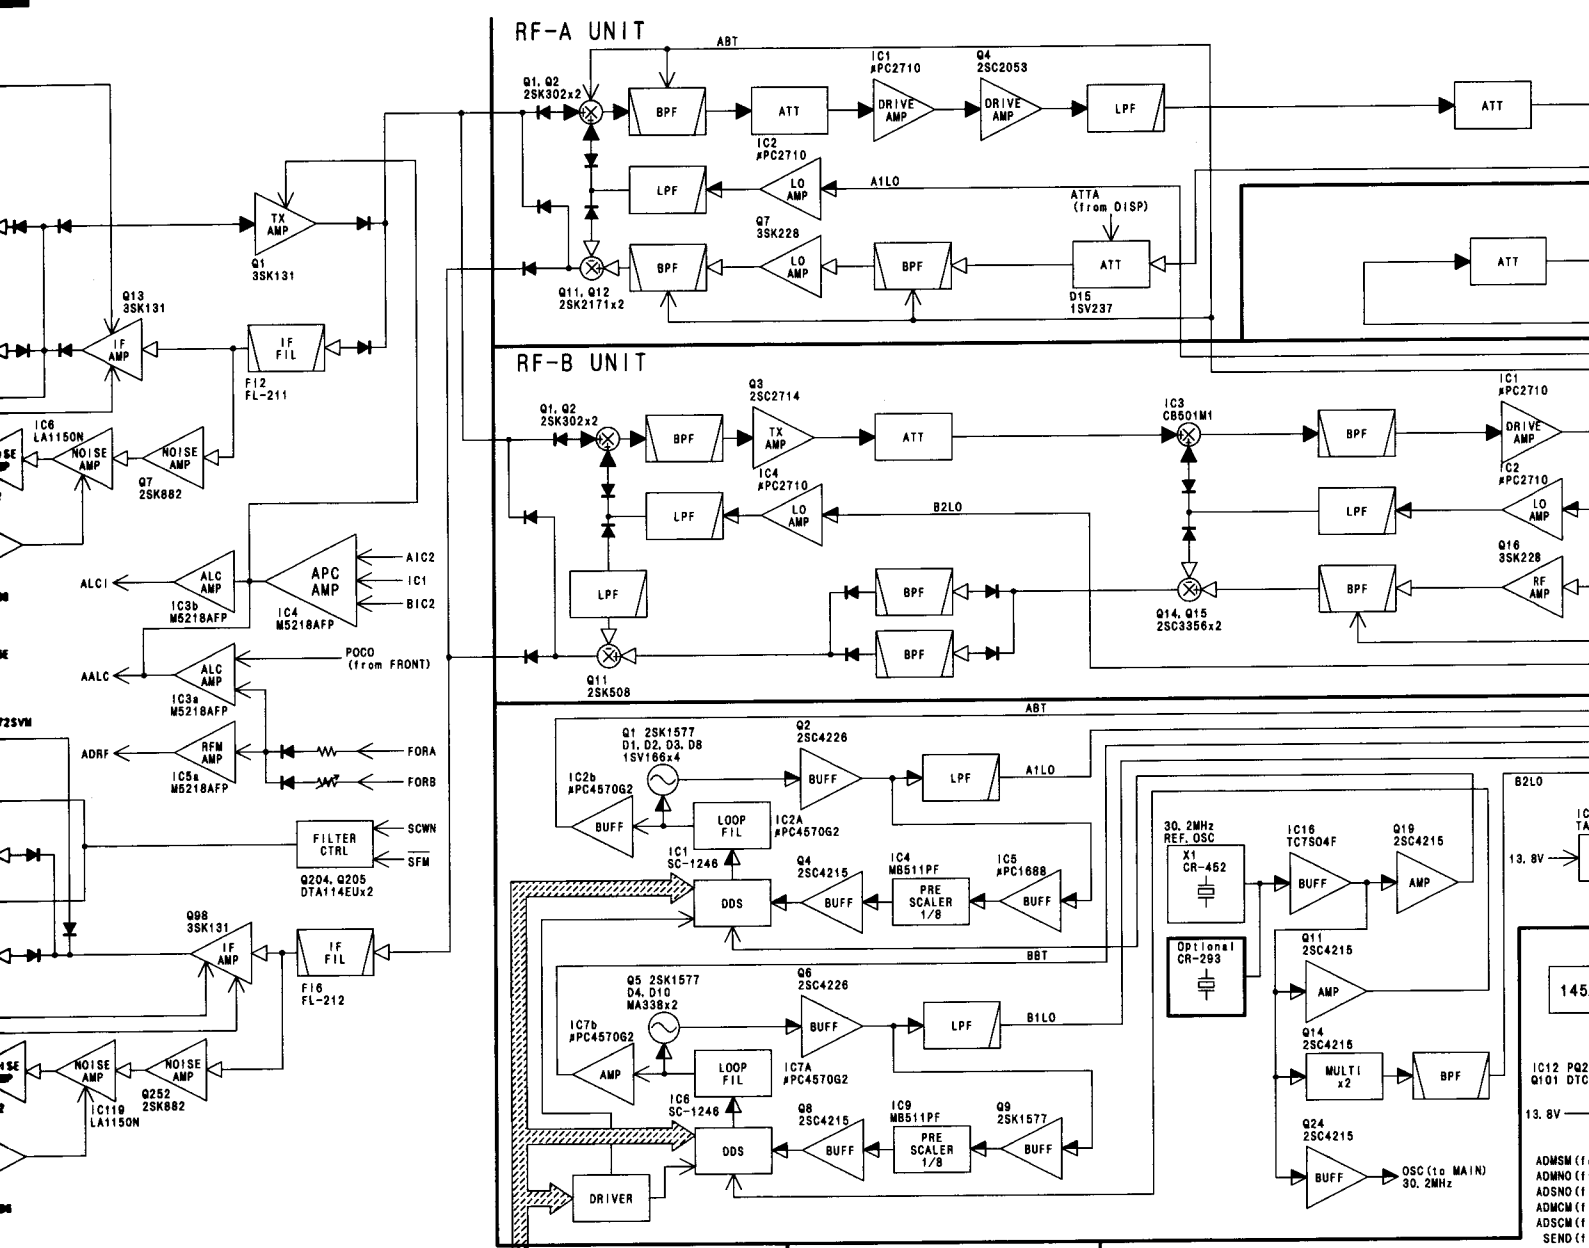 RF-A UNIT
ABT
Q1, Q2
2SK302x2
BPF
ATT
IC1
μPC2710
DRIVE
AMP
Q4
2SC2053
DRIVE
AMP
LPF
ATT
IC2
μPC2710
LPF
LO
AMP
A1LO
ATTA
(from DISP)
Q7
3SK228
BPF
LO
AMP
BPF
ATT
ATT
Q11, Q12
2SK2171x2
D15
1SV237
TX
AMP
Q1
3SK131
Q13
3SK131
IF
AMP
IF
FIL
FI2
FL-211
IC6
LA1150N
NOISE
AMP
NOISE
AMP
Q7
2SK882
RF-B UNIT
Q1, Q2
2SK302x2
BPF
Q3
2SC2714
TX
AMP
ATT
IC3
CB501M1
BPF
IC1
μPC2710
DRIVE
AMP
IC4
μPC2710
LPF
LO
AMP
B2LO
LPF
IC2
μPC2710
LO
AMP
Q16
3SK228
LPF
BPF
BPF
BPF
RF
AMP
Q14, Q15
2SC3356x2
Q11
2SK508
ALCI
ALC
AMP
IC3b
M5218AFP
APC
AMP
IC4
M5218AFP
AIC2
IC1
BIC2
AALC
ALC
AMP
IC3a
M5218AFP
POCO
(from FRONT)
72SVM
ADRF
RFM
AMP
IC5a
M5218AFP
FORA
FORB
FILTER
CTRL
SCWN
SFM
Q204, Q205
DTA114EUx2
Q98
3SK131
IF
AMP
IF
FIL
FI6
FL-212
NOISE
AMP
NOISE
AMP
IC119
LA1150N
Q252
2SK882
ABT
Q1 2SK1577
D1, D2, D3, D8
1SV166x4
Q2
2SC4226
BUFF
LPF
A1LO
IC2b
μPC4570G2
BUFF
LOOP
FIL
IC2A
μPC4570G2
IC1
SC-1246
DDS
Q4
2SC4215
BUFF
IC4
MB511PF
PRE
SCALER
1/8
IC5
μPC1688
BUFF
30.2MHz
REF. OSC
X1
CR-452
Optional
CR-293
IC16
TC7S04F
BUFF
Q19
2SC4215
AMP
B2LO
13.8V
BBT
Q5 2SK1577
D4, D10
MA338x2
Q6
2SC4226
BUFF
LPF
B1LO
IC7b
μPC4570G2
AMP
LOOP
FIL
IC7A
μPC4570G2
IC6
SC-1246
DDS
Q8
2SC4215
BUFF
IC9
MB511PF
PRE
SCALER
1/8
Q9
2SK1577
BUFF
DRIVER
Q11
2SC4215
AMP
Q14
2SC4215
MULTI
x2
BPF
Q24
2SC4215
BUFF
OSC (to MAIN)
30.2MHz
145
IC12 PQ2
Q101 DTC
13.8V
ADMSM (f
ADMNO (f
ADSNO (f
ADMCM (f
ADSCM (f
SEND (f